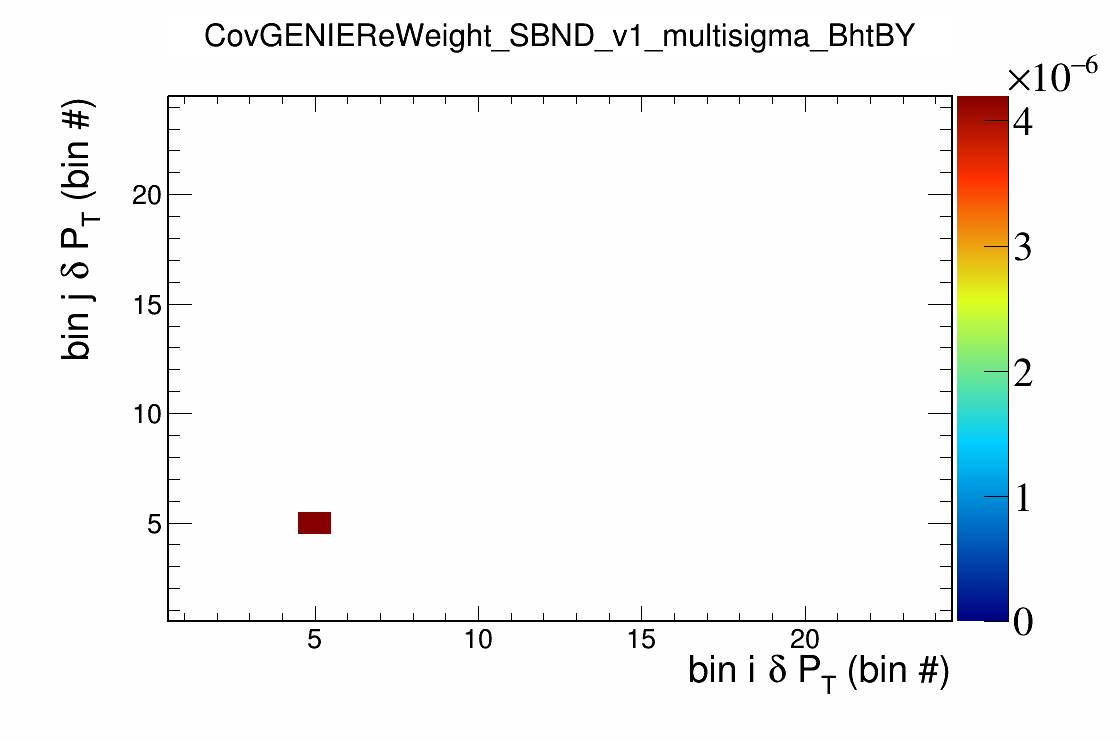 CovGENIEReWeight_SBND_v1_multisigma_BhtBY
×10⁻⁶
bin j δ P_T (bin #)
20
15
10
5
5 10 15 20
bin i δ P_T (bin #)
4
3
2
1
0